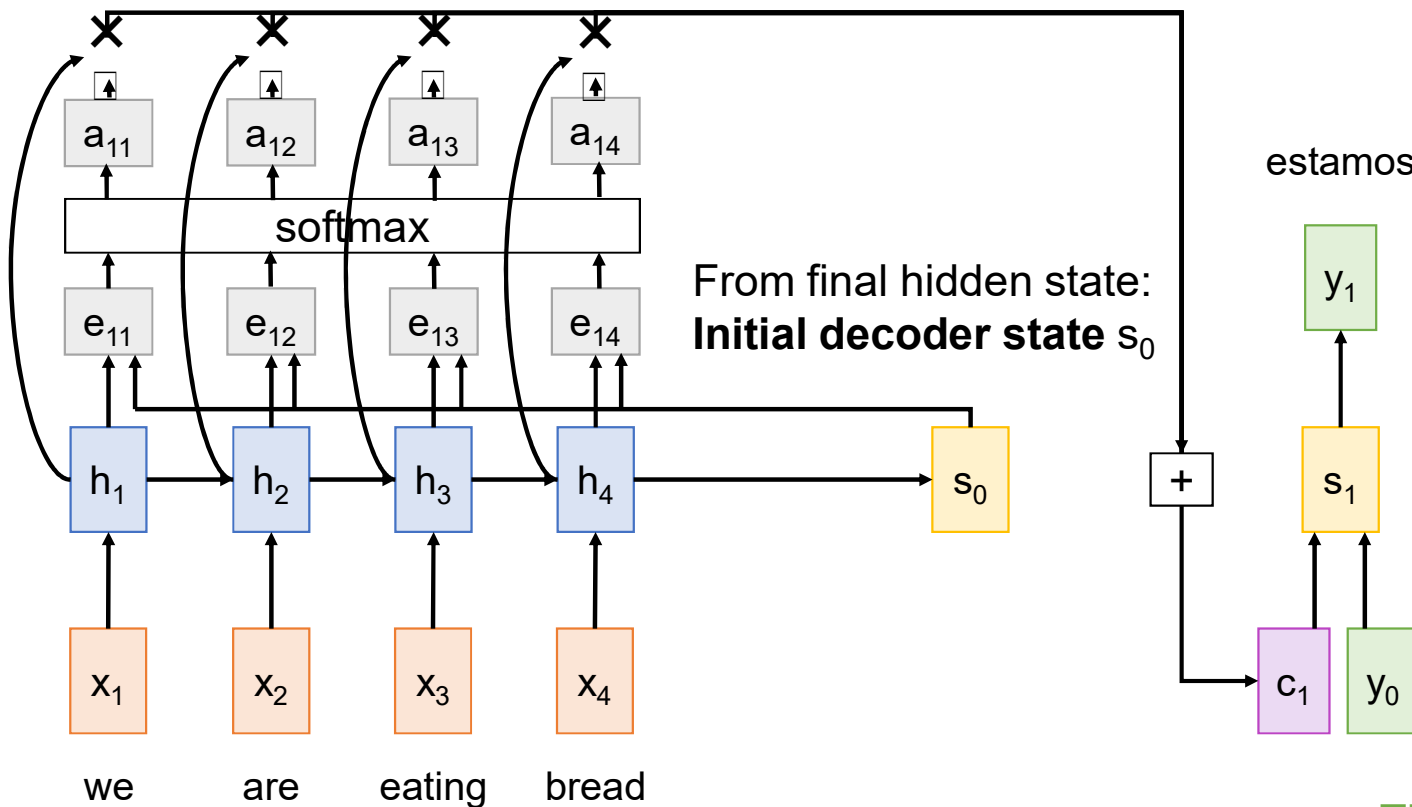 a₁₁ a₁₂ a₁₃ a₁₄
estamos
softmax
From final hidden state:
Initial decoder state s₀
y₁
e₁₁ e₁₂ e₁₃ e₁₄
h₁ h₂ h₃ h₄ s₀ + s₁
x₁ x₂ x₃ x₄ c₁ y₀
we are eating bread